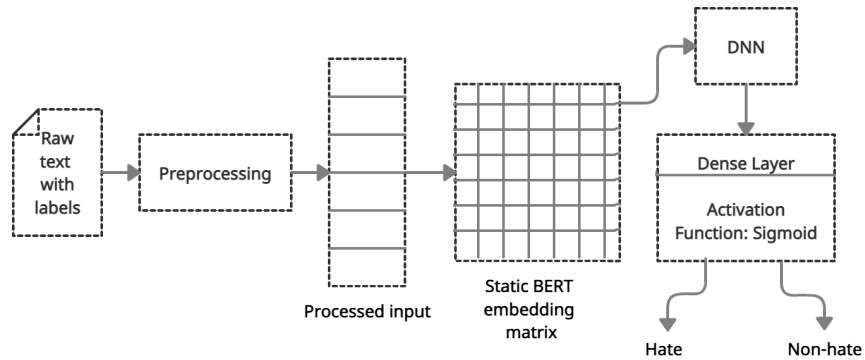 Raw
text
with
labels
Preprocessing
Processed input
Static BERT
embedding
matrix
DNN
Dense Layer
Activation
Function: Sigmoid
Hate
Non-hate